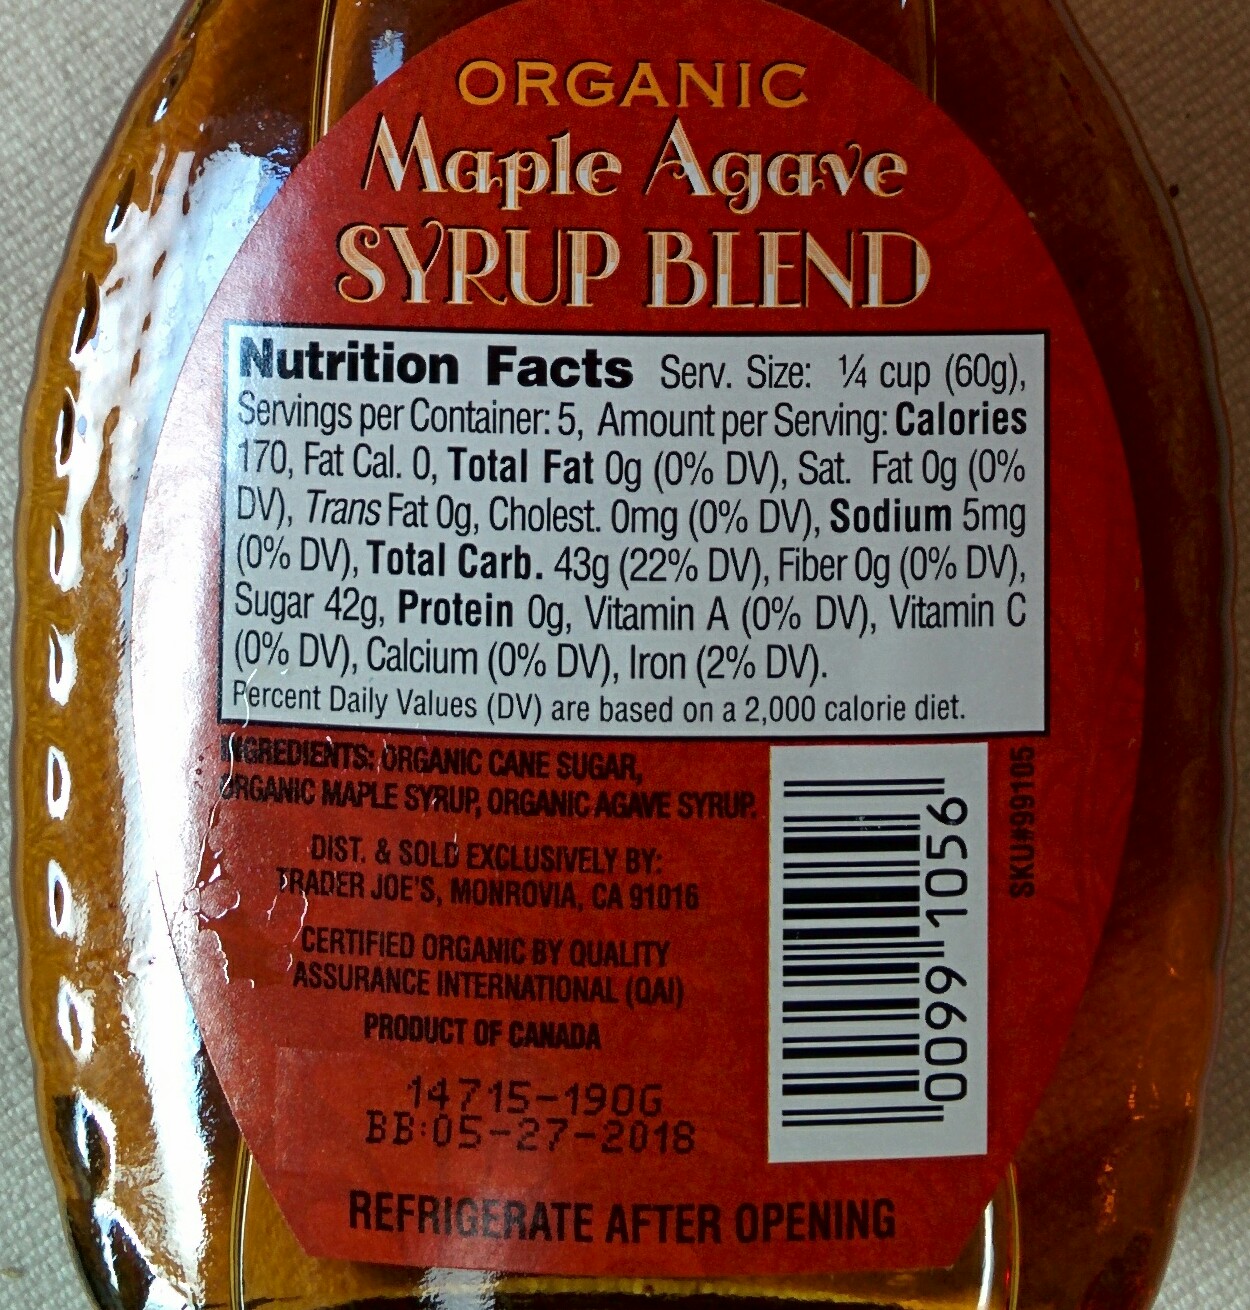 ORGANIC
Maple Agave
SYRUP BLEND
Nutrition Facts Serv. Size: ¼ cup (60g),
Servings per Container: 5, Amount per Serving: Calories
170, Fat Cal. 0, Total Fat 0g (0% DV), Sat. Fat 0g (0%
DV), Trans Fat 0g, Cholest. 0mg (0% DV), Sodium 5mg
(0% DV), Total Carb. 43g (22% DV), Fiber 0g (0% DV),
Sugar 42g, Protein 0g, Vitamin A (0% DV), Vitamin C
(0% DV), Calcium (0% DV), Iron (2% DV).
Percent Daily Values (DV) are based on a 2,000 calorie diet.
INGREDIENTS: ORGANIC CANE SUGAR,
ORGANIC MAPLE SYRUP, ORGANIC AGAVE SYRUP.
DIST. & SOLD EXCLUSIVELY BY:
TRADER JOE'S, MONROVIA, CA 91016
CERTIFIED ORGANIC BY QUALITY
ASSURANCE INTERNATIONAL (QAI)
PRODUCT OF CANADA
14715-190G
BB:05-27-2018
REFRIGERATE AFTER OPENING
0099 1056
SKU#99105